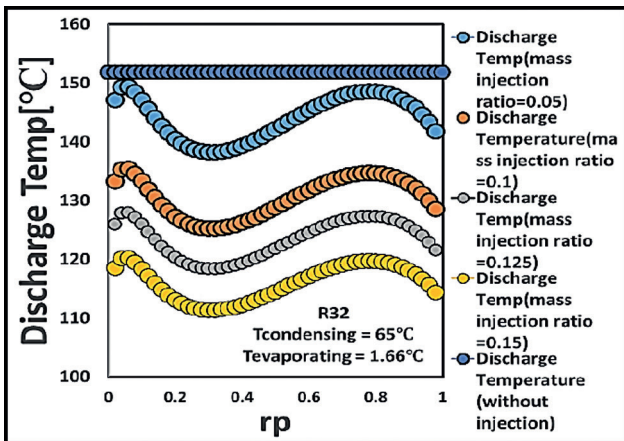 160
150
140
130
120
110
100
Discharge Temp[°C]
R32
Tcondensing = 65°C
Tevaporating = 1.66°C
0
0.2
0.4
0.6
0.8
1
rp
Discharge
Temp(mass
injection
ratio=0.05)
Discharge
Temperature(ma
ss injection ratio
=0.1)
Discharge
Temp(mass
injection ratio
=0.125)
Discharge
Temp(mass
injection ratio
=0.15)
Discharge
Temperature
(without
injection)